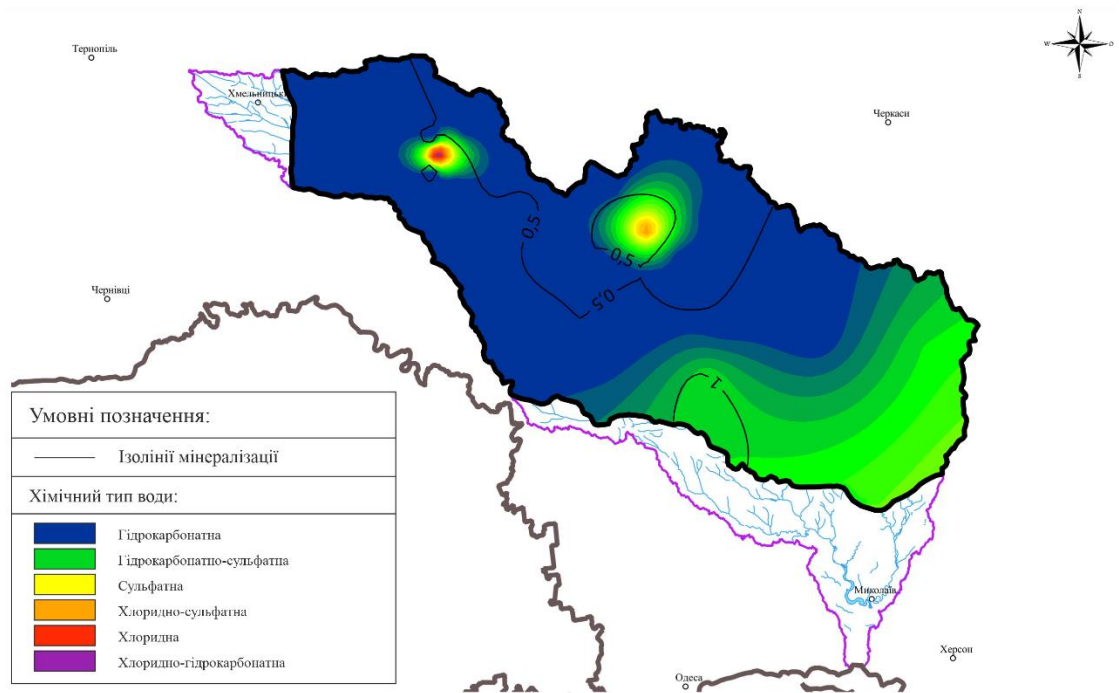 N
W
O
S
Тернопіль
Хмельницьк
Черкаси
Чернівці
0,5
0,5
0,5
1
Умовні позначення:
Ізолінії мінералізації
Хімічний тип води:
Гідрокарбонатна
Гідрокарбонатно-сульфатна
Сульфатна
Хлоридно-сульфатна
Хлоридна
Хлоридно-гідрокарбонатна
Миколаїв
Херсон
Одеса